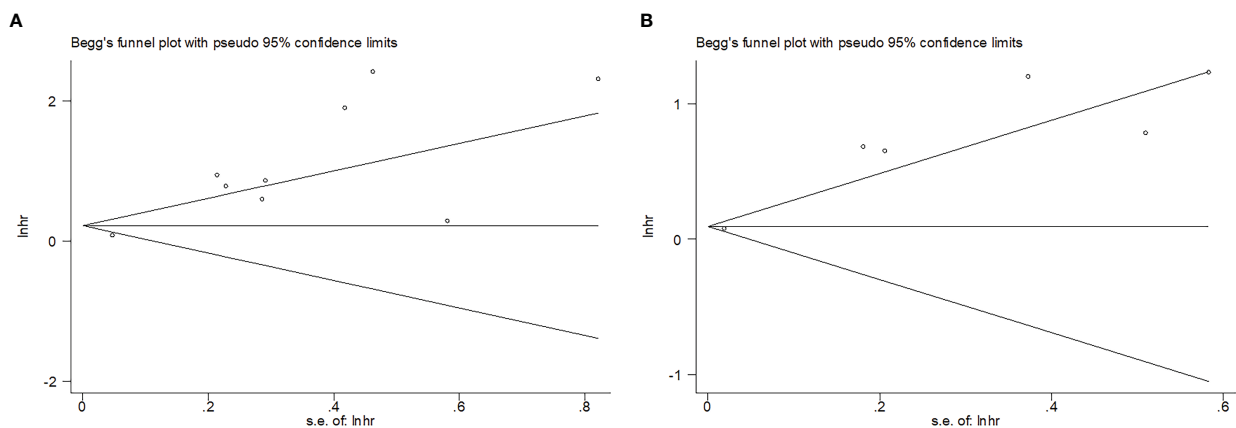 A
Begg's funnel plot with pseudo 95% confidence limits
2
0
-2
lnhr
0
.2
.4
.6
.8
s.e. of: lnhr
B
Begg's funnel plot with pseudo 95% confidence limits
1
0
-1
lnhr
0
.2
.4
.6
s.e. of: lnhr